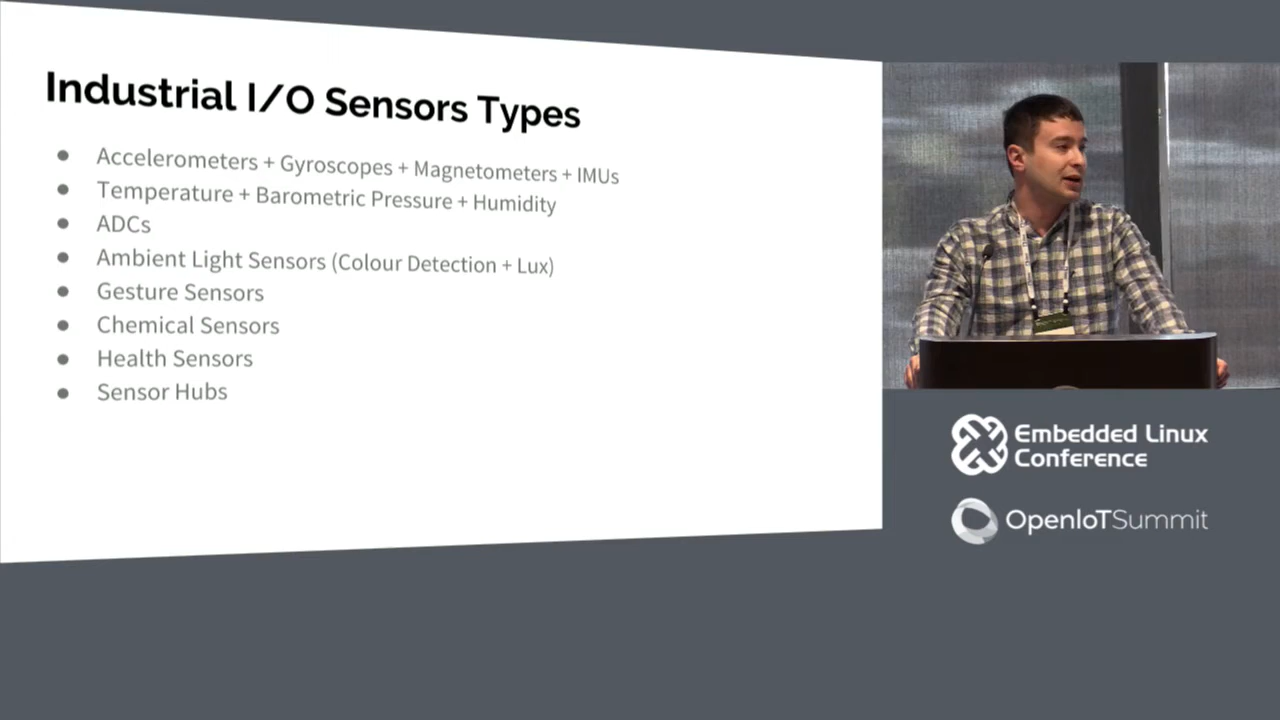 Industrial I/O Sensors Types
Accelerometers + Gyroscopes + Magnetometers + IMUs
Temperature + Barometric Pressure + Humidity
ADCs
Ambient Light Sensors (Colour Detection + Lux)
Gesture Sensors
Chemical Sensors
Health Sensors
Sensor Hubs
Embedded Linux
Conference
OpenIoTSummit